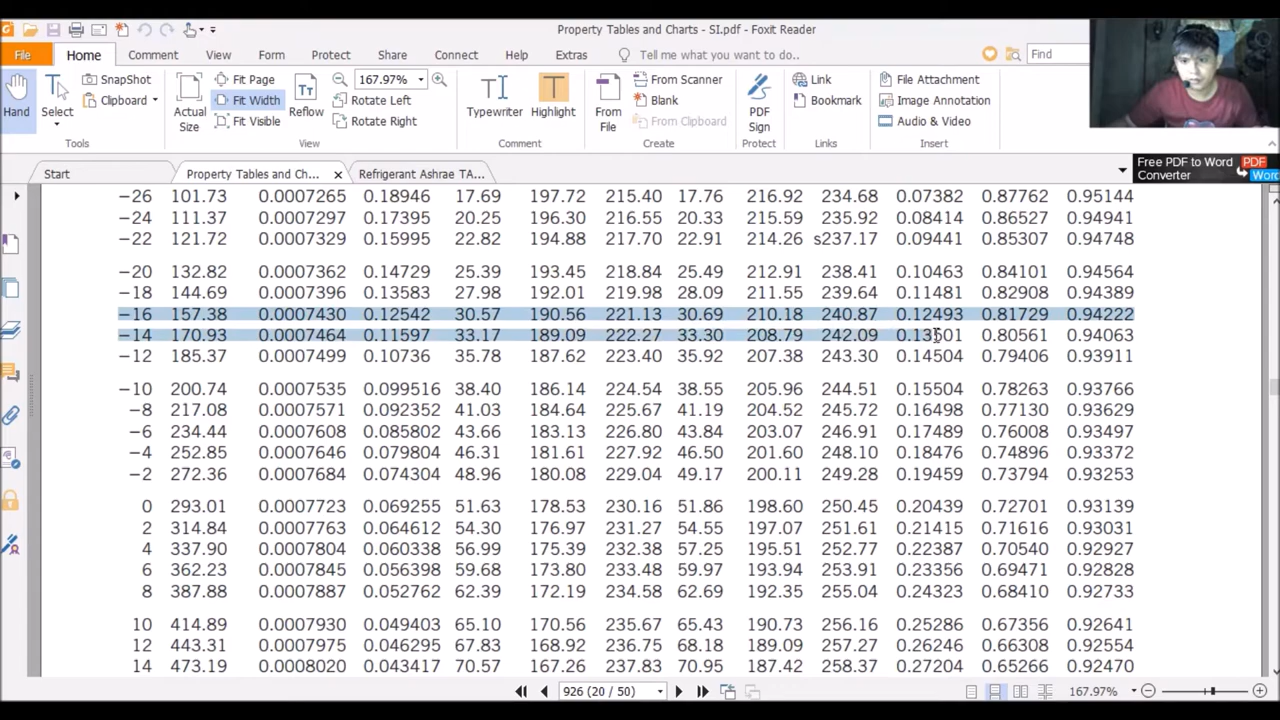 Property Tables and Charts - SI.pdf - Foxit Reader
File Home Comment View Form Protect Share Connect Help Extras Tell me what you want to do... Find
Hand
Select
SnapShot
Clipboard
Tools
Actual Size
Fit Page
Fit Width
Fit Visible
Reflow
167.97%
Rotate Left
Rotate Right
View
Typewriter
Highlight
Comment
From File
From Scanner
Blank
From Clipboard
Create
PDF Sign
Protect
Link
Bookmark
Links
File Attachment
Image Annotation
Audio & Video
Insert
Start Property Tables and Ch... Refrigerant Ashrae TA...
Free PDF to Word Converter
PDF
Word
−26 101.73 0.0007265 0.18946 17.69 197.72 215.40 17.76 216.92 234.68 0.07382 0.87762 0.95144
−24 111.37 0.0007297 0.17395 20.25 196.30 216.55 20.33 215.59 235.92 0.08414 0.86527 0.94941
−22 121.72 0.0007329 0.15995 22.82 194.88 217.70 22.91 214.26 s237.17 0.09441 0.85307 0.94748
−20 132.82 0.0007362 0.14729 25.39 193.45 218.84 25.49 212.91 238.41 0.10463 0.84101 0.94564
−18 144.69 0.0007396 0.13583 27.98 192.01 219.98 28.09 211.55 239.64 0.11481 0.82908 0.94389
−16 157.38 0.0007430 0.12542 30.57 190.56 221.13 30.69 210.18 240.87 0.12493 0.81729 0.94222
−14 170.93 0.0007464 0.11597 33.17 189.09 222.27 33.30 208.79 242.09 0.13501 0.80561 0.94063
−12 185.37 0.0007499 0.10736 35.78 187.62 223.40 35.92 207.38 243.30 0.14504 0.79406 0.93911
−10 200.74 0.0007535 0.099516 38.40 186.14 224.54 38.55 205.96 244.51 0.15504 0.78263 0.93766
−8 217.08 0.0007571 0.092352 41.03 184.64 225.67 41.19 204.52 245.72 0.16498 0.77130 0.93629
−6 234.44 0.0007608 0.085802 43.66 183.13 226.80 43.84 203.07 246.91 0.17489 0.76008 0.93497
−4 252.85 0.0007646 0.079804 46.31 181.61 227.92 46.50 201.60 248.10 0.18476 0.74896 0.93372
−2 272.36 0.0007684 0.074304 48.96 180.08 229.04 49.17 200.11 249.28 0.19459 0.73794 0.93253
0 293.01 0.0007723 0.069255 51.63 178.53 230.16 51.86 198.60 250.45 0.20439 0.72701 0.93139
2 314.84 0.0007763 0.064612 54.30 176.97 231.27 54.55 197.07 251.61 0.21415 0.71616 0.93031
4 337.90 0.0007804 0.060338 56.99 175.39 232.38 57.25 195.51 252.77 0.22387 0.70540 0.92927
6 362.23 0.0007845 0.056398 59.68 173.80 233.48 59.97 193.94 253.91 0.23356 0.69471 0.92828
8 387.88 0.0007887 0.052762 62.39 172.19 234.58 62.69 192.35 255.04 0.24323 0.68410 0.92733
10 414.89 0.0007930 0.049403 65.10 170.56 235.67 65.43 190.73 256.16 0.25286 0.67356 0.92641
12 443.31 0.0007975 0.046295 67.83 168.92 236.75 68.18 189.09 257.27 0.26246 0.66308 0.92554
14 473.19 0.0008020 0.043417 70.57 167.26 237.83 70.95 187.42 258.37 0.27204 0.65266 0.92470
926 (20 / 50) 167.97%